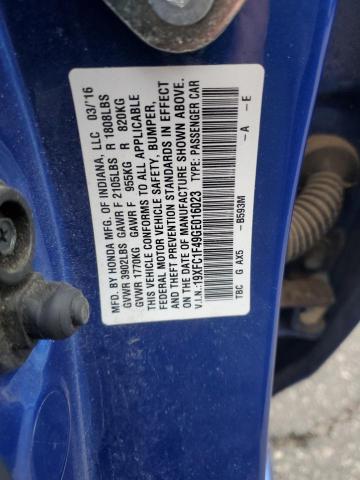 MFD. BY HONDA MFG. OF INDIANA, LLC 03/'16
GVWR 3902LBS GAWR F 2105LBS R 1808LBS
GVWR 1770KG GAWR F 955KG R 820KG
THIS VEHICLE CONFORMS TO ALL APPLICABLE
FEDERAL MOTOR VEHICLE SAFETY, BUMPER,
AND THEFT PREVENTION STANDARDS IN EFFECT
ON THE DATE OF MANUFACTURE SHOWN ABOVE.
V.I.N.:19XFC1F49GE016023 TYPE: PASSENGER CAR
TBC G AX5 -B593M -A -E